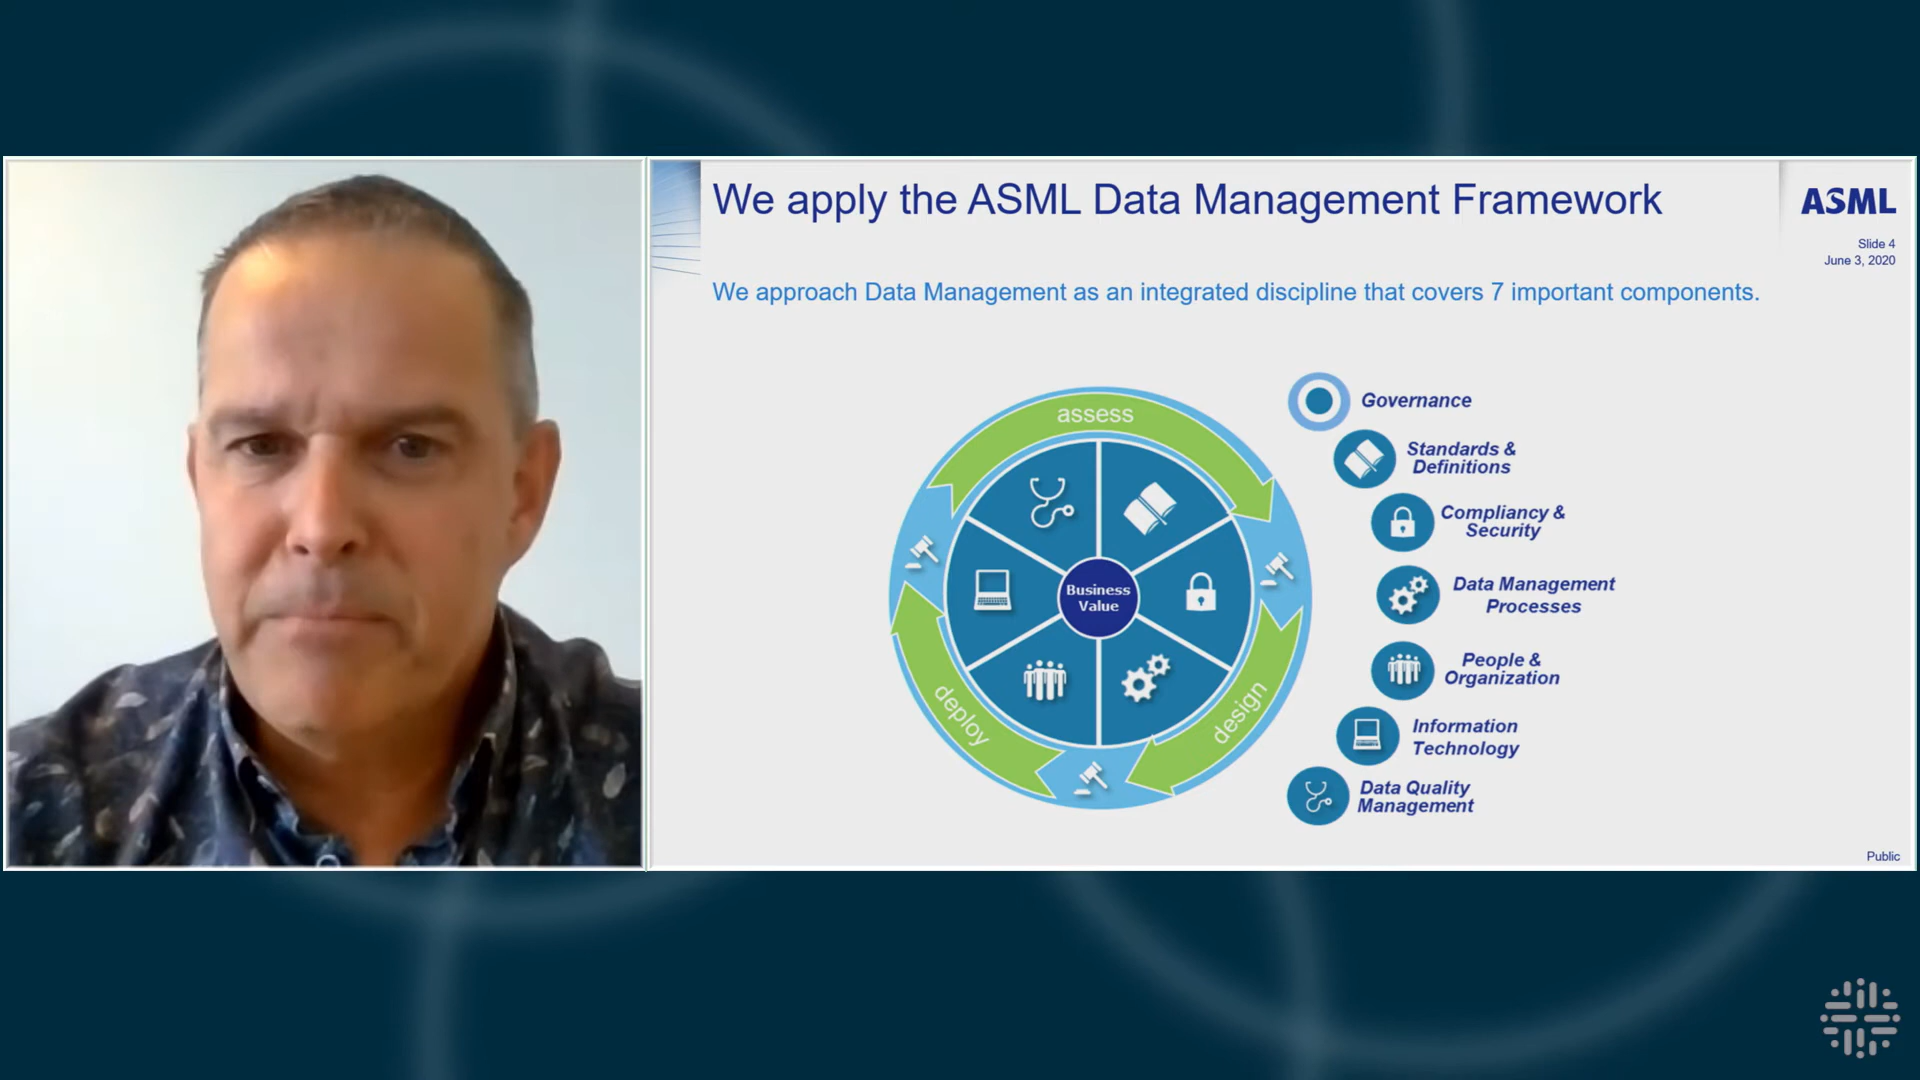 We apply the ASML Data Management Framework
ASML
Slide 4
June 3, 2020
We approach Data Management as an integrated discipline that covers 7 important components.
assess
design
deploy
Business
Value
Governance
Standards &
Definitions
Compliancy &
Security
Data Management
Processes
People &
Organization
Information
Technology
Data Quality
Management
Public